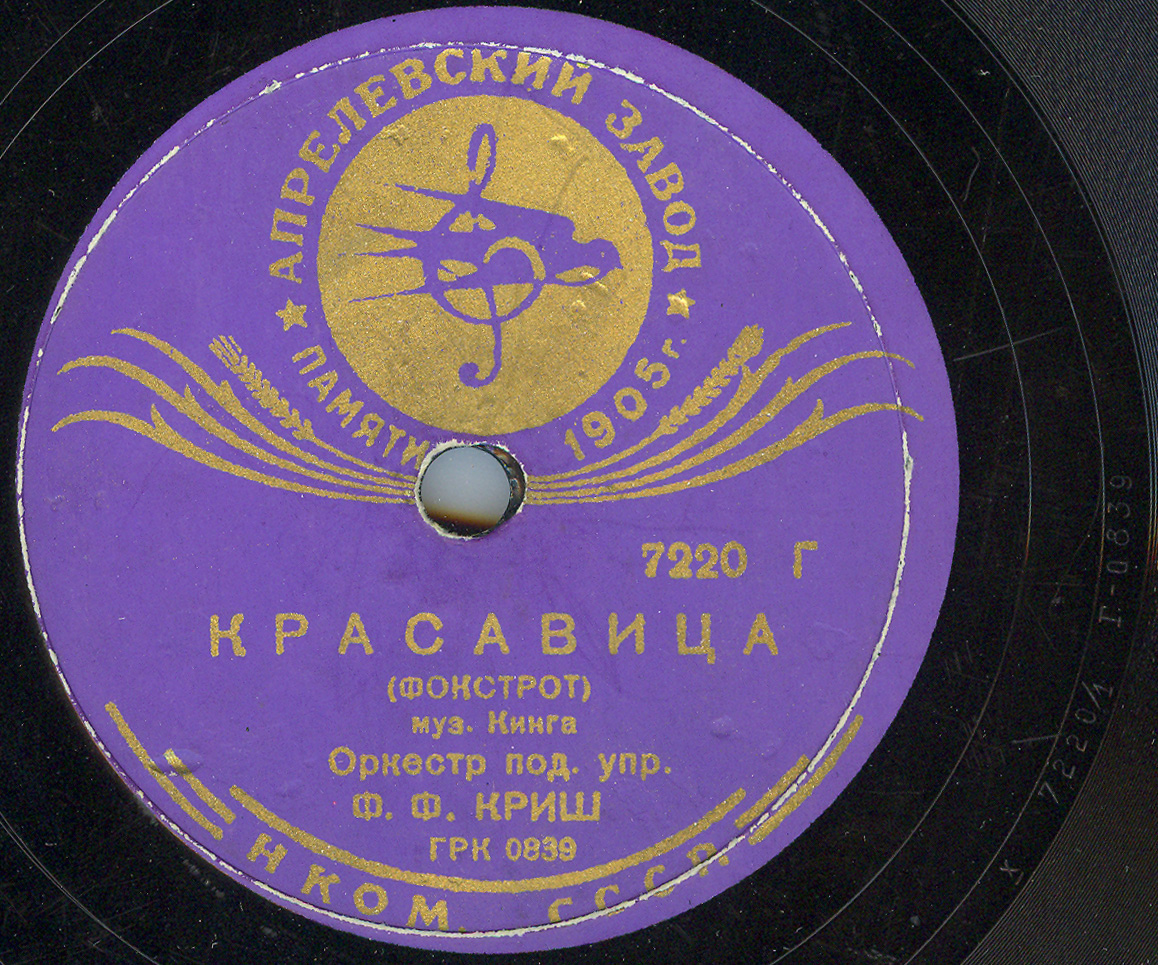 АПРЕЛЕВСКИЙ ЗАВОД
ПАМЯТИ 1905 г.
7220 Г
КРАСАВИЦА
(ФОКСТРОТ)
муз. Кинга
Оркестр под. упр.
Ф. Ф. КРИШ
ГРК 0839
НКОМ. СССР
X 7220/1 Г-0839